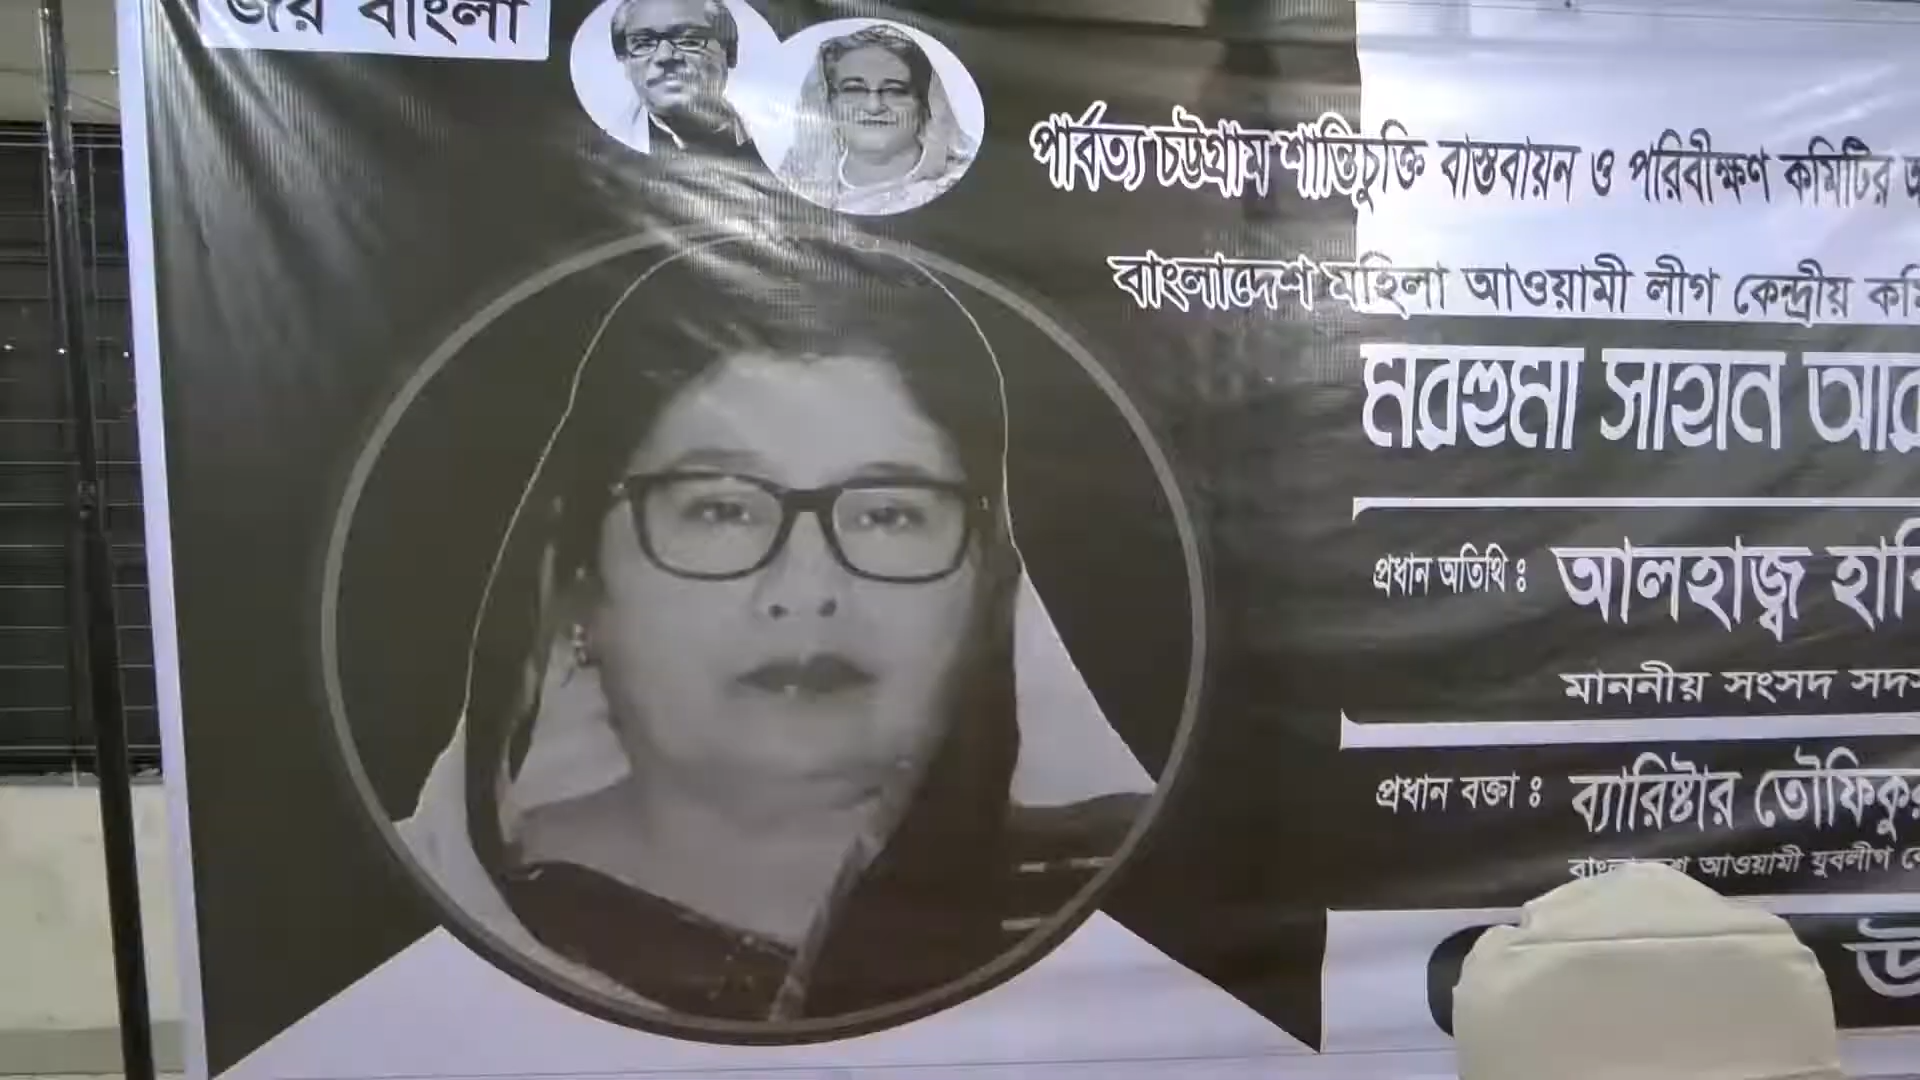 জয় বাংলা
পার্বত্য চট্টগ্রাম শান্তিচুক্তি বাস্তবায়ন ও পরিবীক্ষণ কমিটির
বাংলাদেশ মহিলা আওয়ামী লীগ কেন্দ্রীয়
মরহুমা সাহান
প্রধান অতিথি ঃ আলহাজ্ব
মাননীয় সংসদ
প্রধান বক্তা ঃ ব্যারিষ্টার
আওয়ামী যুবলীগ